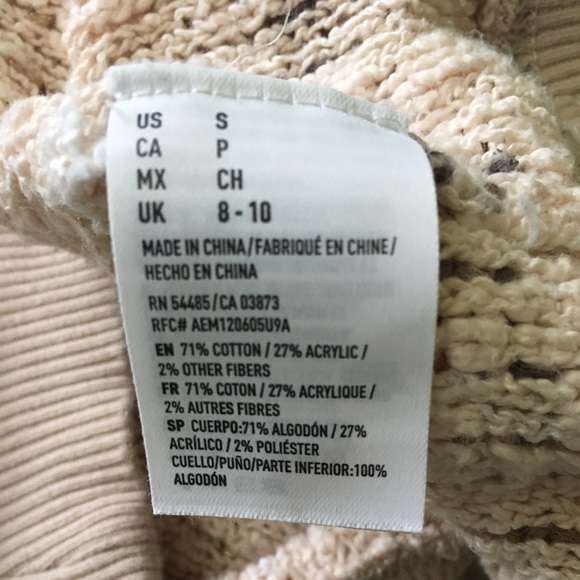 US S
CA P
MX CH
UK 8 - 10
MADE IN CHINA/FABRIQUÉ EN CHINE/
HECHO EN CHINA
RN 54485/CA 03873
RFC# AEM120605U9A
EN 71% COTTON / 27% ACRYLIC /
2% OTHER FIBERS
FR 71% COTON / 27% ACRYLIQUE /
2% AUTRES FIBRES
SP CUERPO:71% ALGODÓN / 27%
ACRÍLICO / 2% POLIÉSTER
CUELLO/PUÑO/PARTE INFERIOR:100%
ALGODÓN